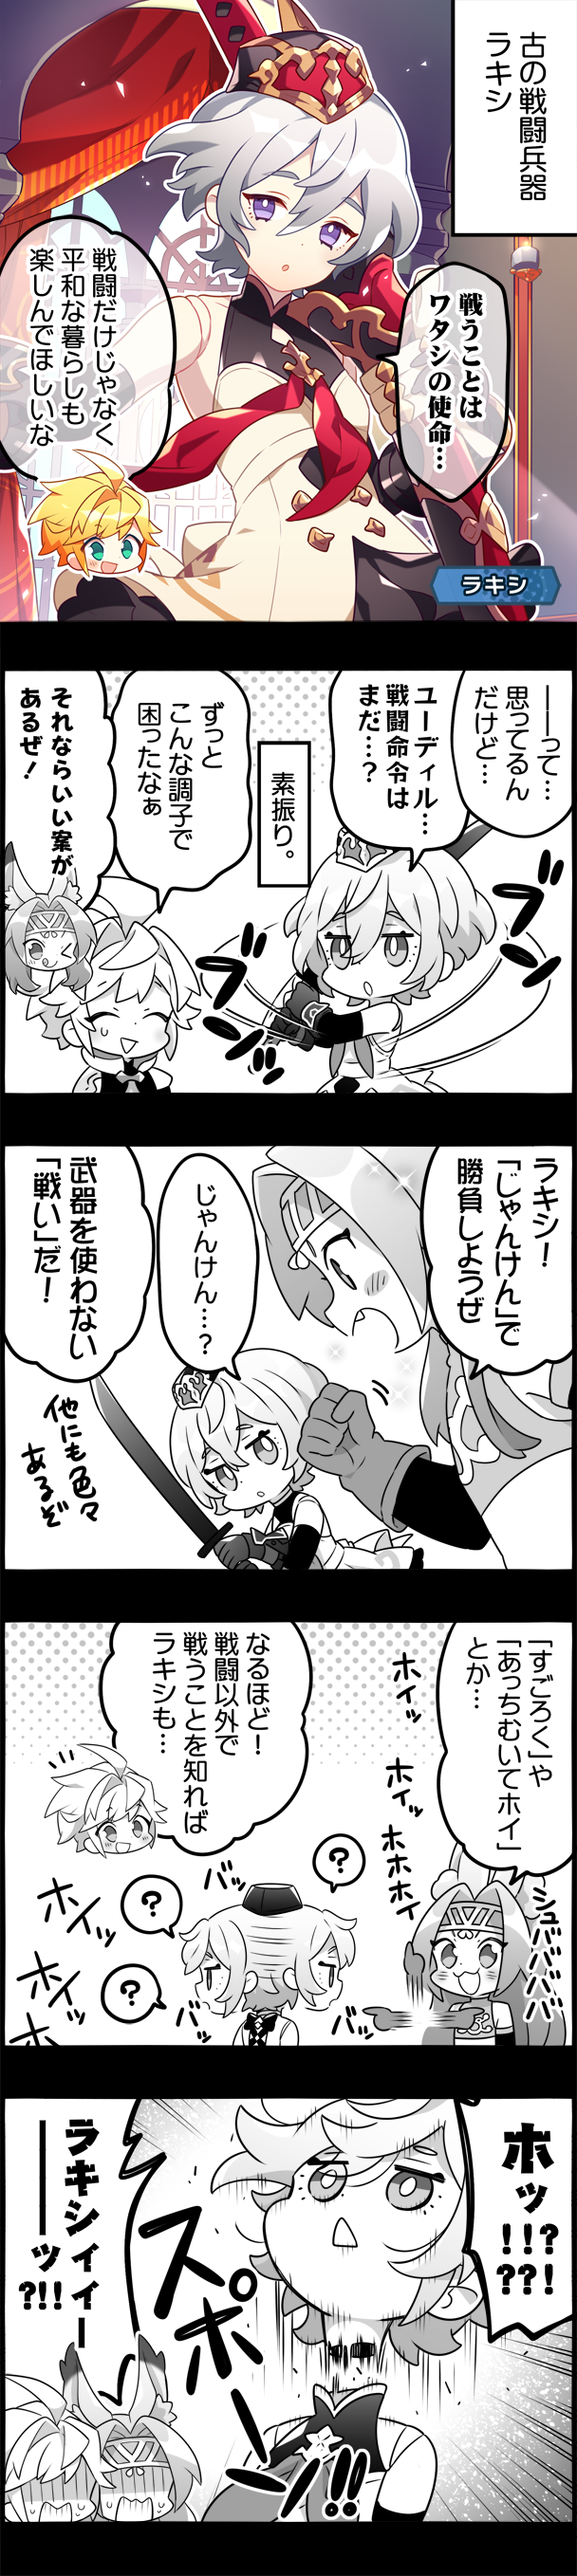 古の戦闘兵器
ラキシ
戦うことは
ワタシの使命…
戦闘だけじゃなく
平和な暮らしも
楽しんでほしいな
ラキシ
──って…
思ってるん
だけど…
ユーディル…
戦闘命令は
まだ…?
素振り。
ブンッ
ブンッ
ずっと
こんな調子で
困ったなぁ
それならいい案が
あるぜ!
ラキシ!
「じゃんけん」で
勝負しようぜ
じゃんけん…?
武器を使わない
「戦い」だ!
他にも色々
あるぞ
「すごろく」や
「あっちむいてホイ」
とか…
シュババババ
ホイッ
ホイッ
ホホホイ
なるほど!
戦闘以外で
戦うことを知れば
ラキシも…
?
バッ
?
?
バッ
バッ
ホイッ
ホイッ
ホイッ
ホッ!!?
??!
スポーン!!
ラキシィィー
──ッ?!!